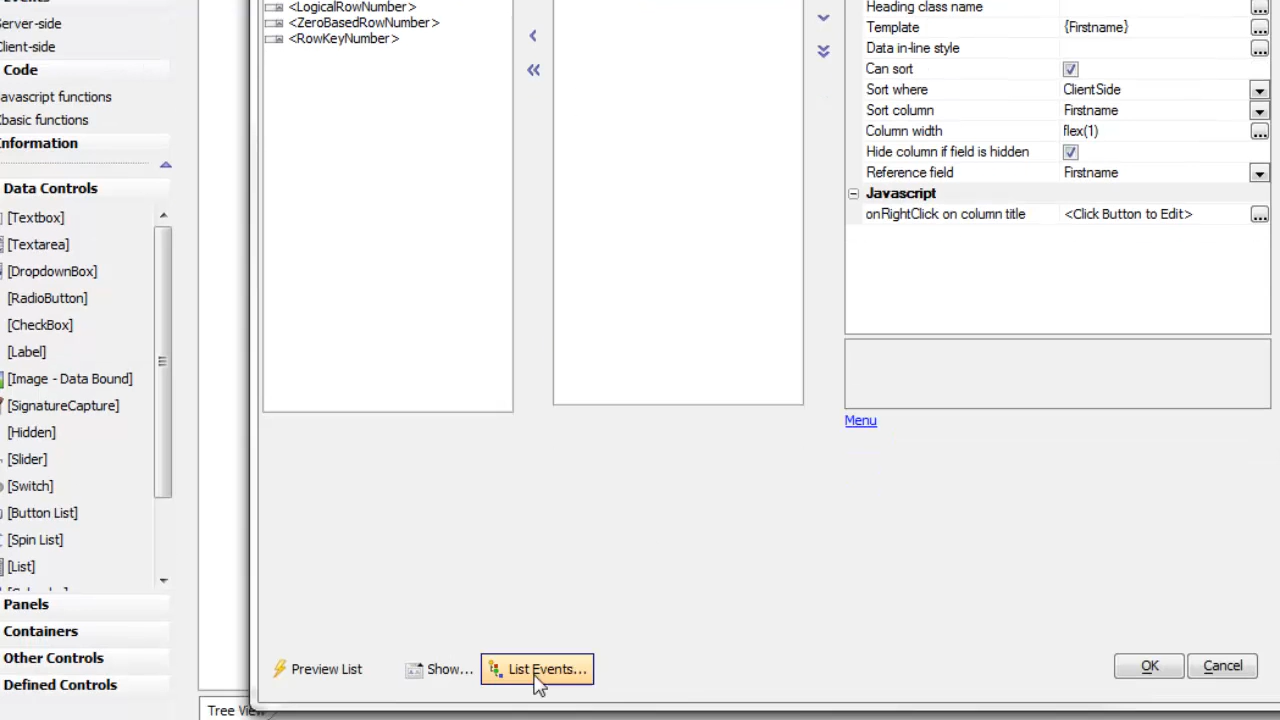 Server-side
Client-side
Code
Javascript functions
Xbasic functions
Information
Data Controls
[Textbox]
[Textarea]
[DropdownBox]
[RadioButton]
[CheckBox]
[Label]
[Image - Data Bound]
[SignatureCapture]
[Hidden]
[Slider]
[Switch]
[Button List]
[Spin List]
[List]
Panels
Containers
Other Controls
Defined Controls
<LogicalRowNumber>
<ZeroBasedRowNumber>
<RowKeyNumber>
Heading class name
Template {Firstname}
Data in-line style
Can sort
Sort where ClientSide
Sort column Firstname
Column width flex(1)
Hide column if field is hidden
Reference field Firstname
Javascript
onRightClick on column title <Click Button to Edit>
Menu
Preview List Show... List Events... OK Cancel
Tree View